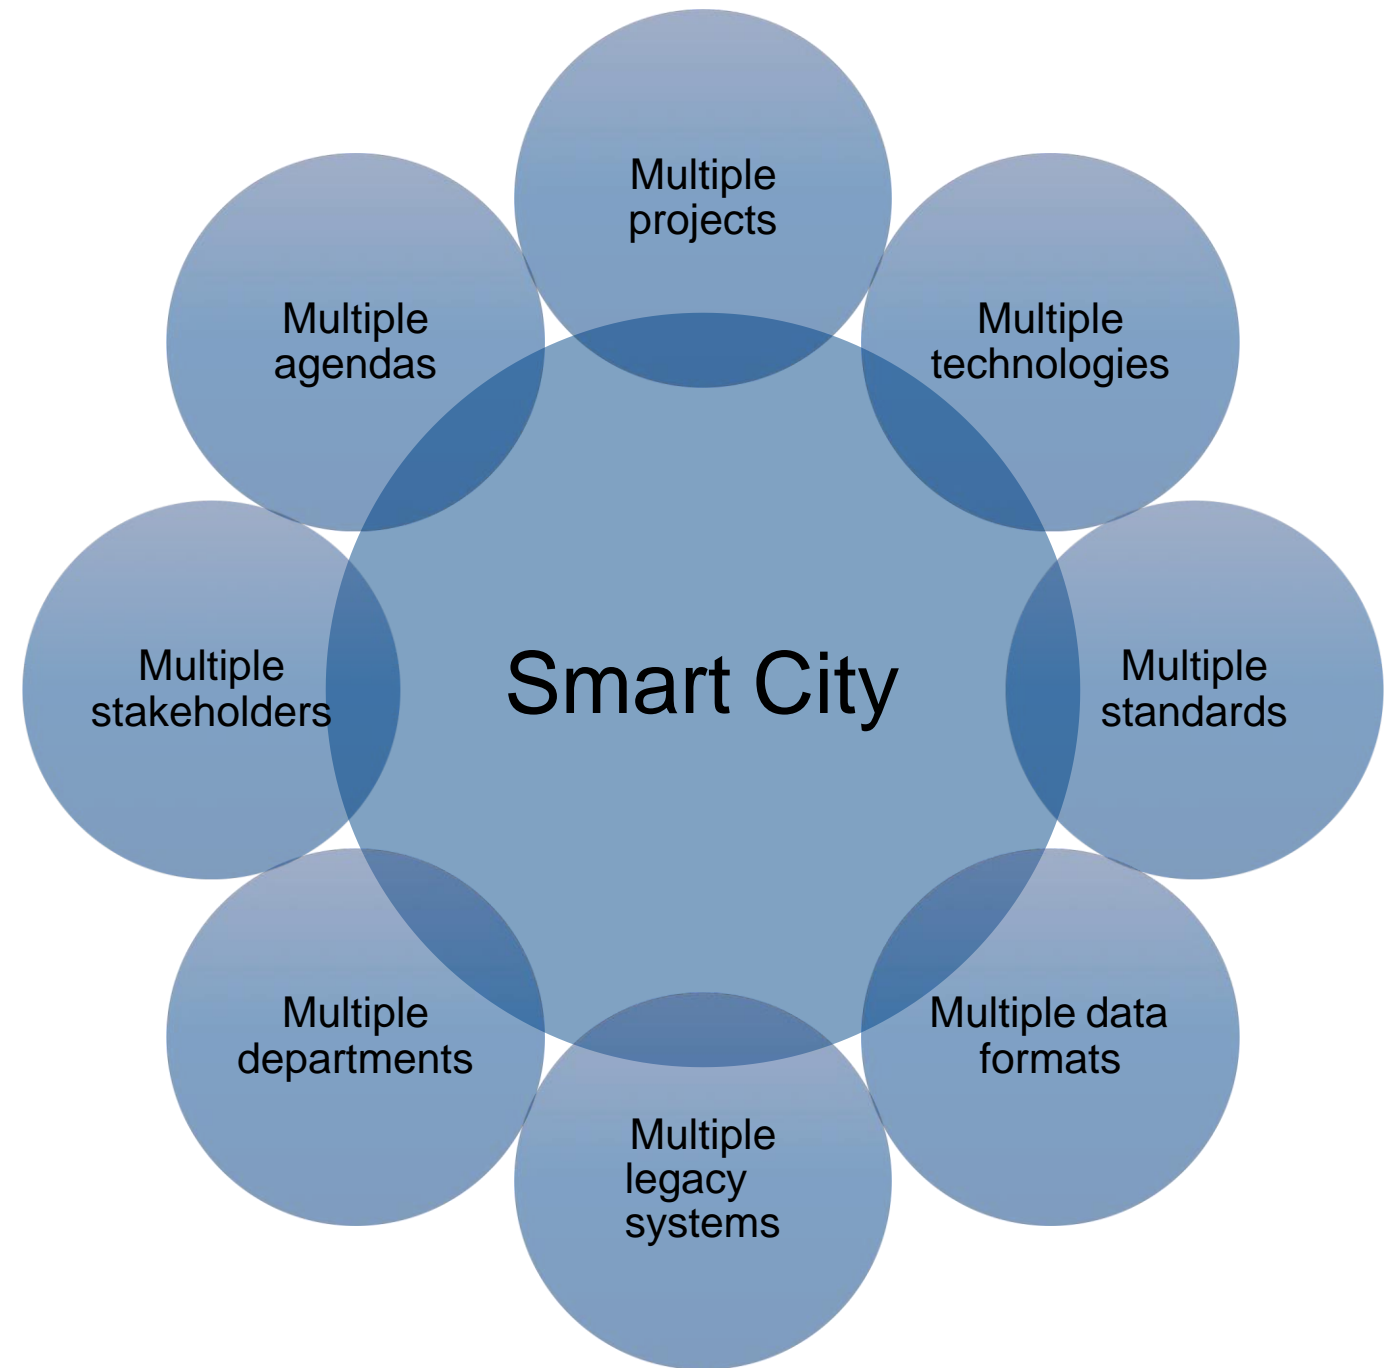 Multiple
projects
Multiple
agendas
Multiple
technologies
Multiple
stakeholders
Smart City
Multiple
standards
Multiple
departments
Multiple data
formats
Multiple
legacy
systems